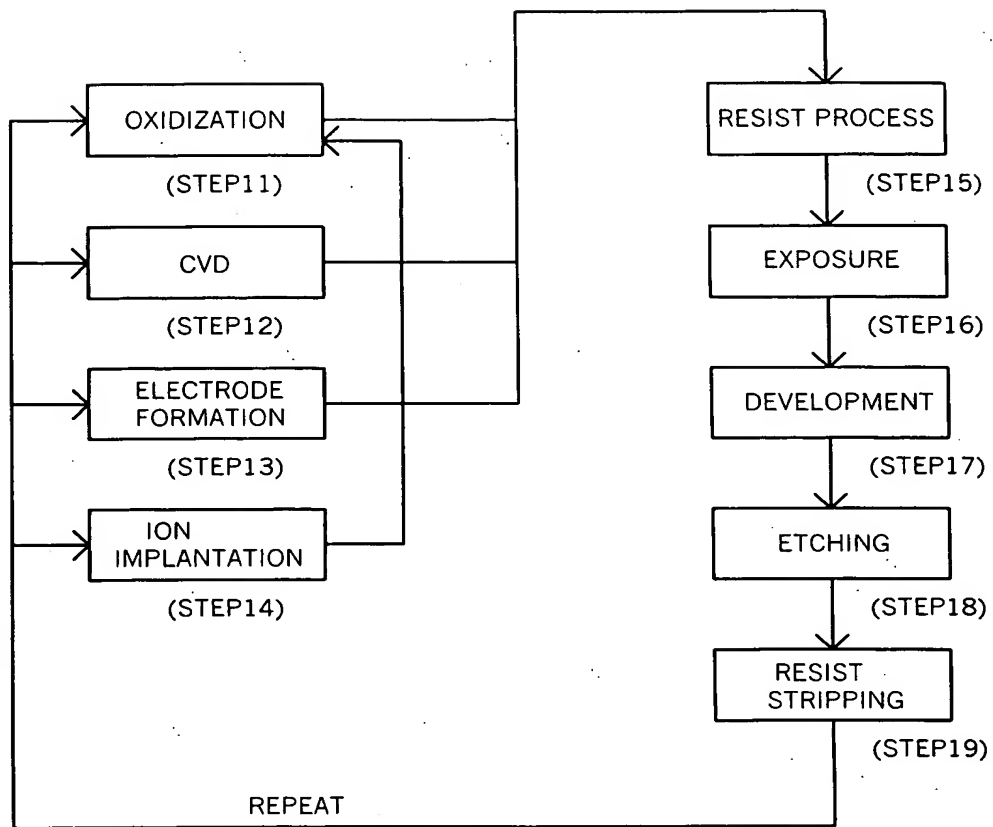 OXIDIZATION
(STEP11)
CVD
(STEP12)
ELECTRODE
FORMATION
(STEP13)
ION
IMPLANTATION
(STEP14)
RESIST PROCESS
(STEP15)
EXPOSURE
(STEP16)
DEVELOPMENT
(STEP17)
ETCHING
(STEP18)
RESIST
STRIPPING
(STEP19)
REPEAT